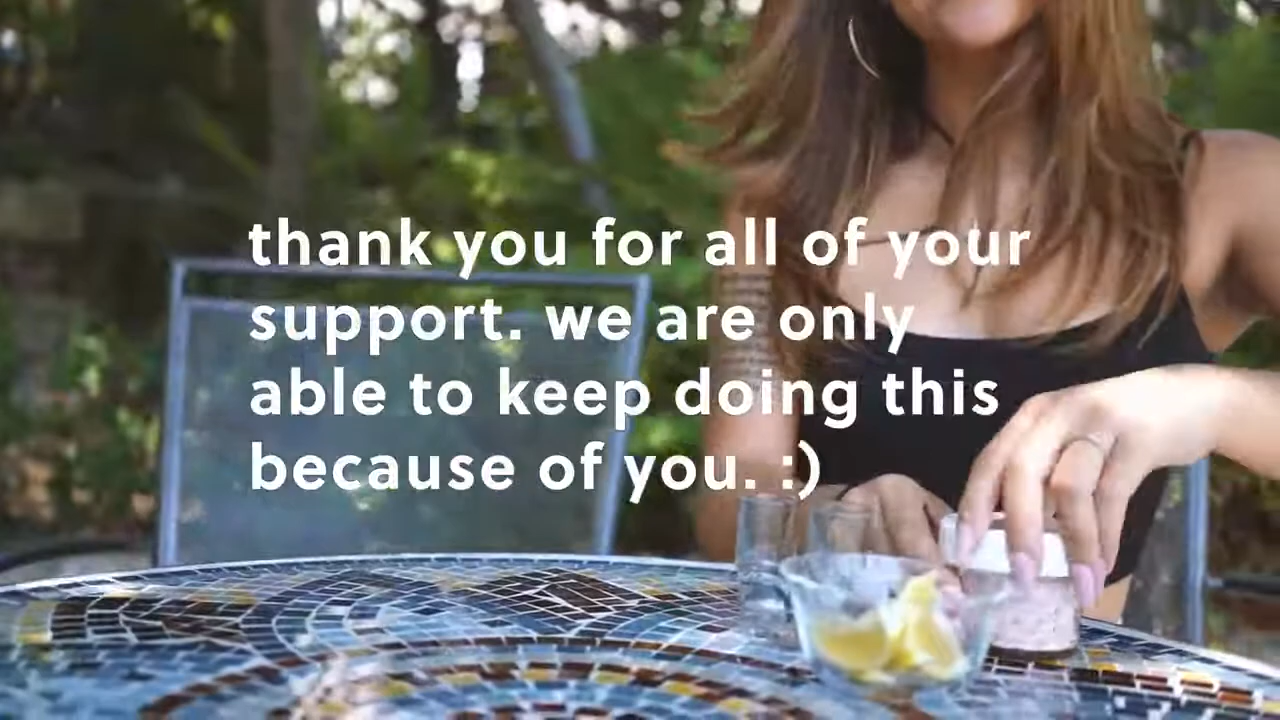 thank you for all of your
support. we are only
able to keep doing this
because of you. :)